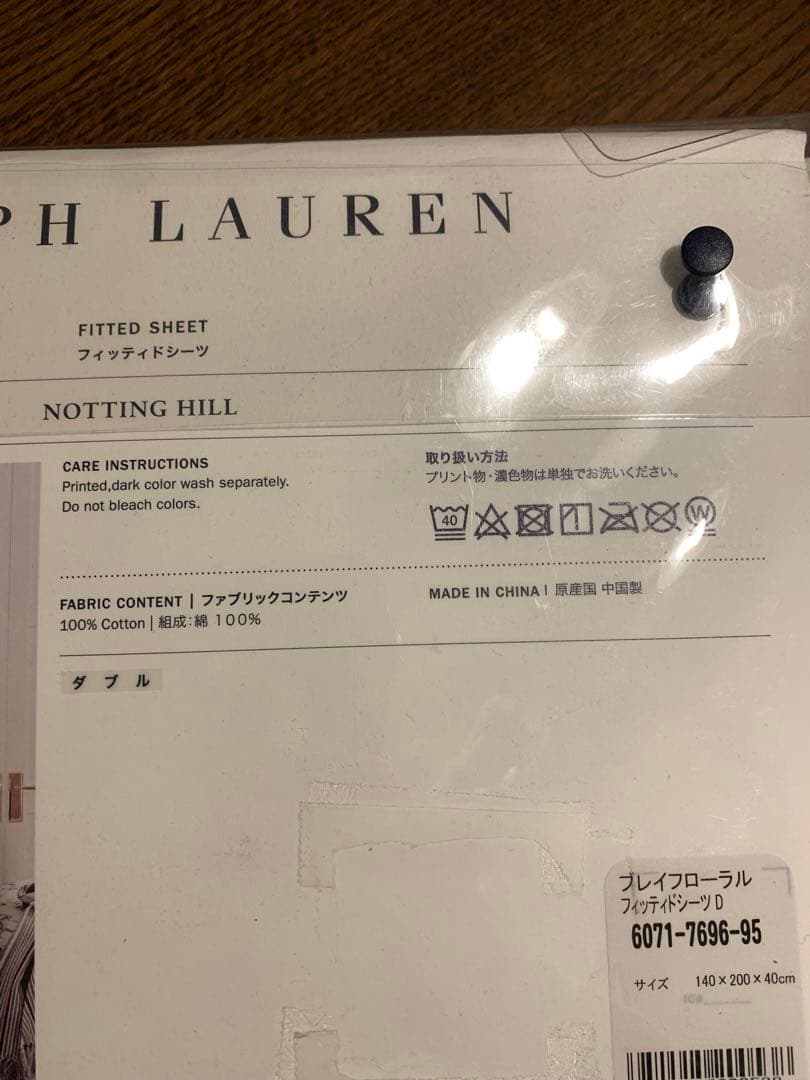 PH LAUREN
FITTED SHEET
フィッティドシーツ
NOTTING HILL
CARE INSTRUCTIONS
Printed,dark color wash separately.
Do not bleach colors.
取り扱い方法
プリント物・濃色物は単独でお洗いください。
40
W
FABRIC CONTENT | ファブリックコンテンツ
100% Cotton | 組成:綿 100%
MADE IN CHINA | 原産国 中国製
ダブル
ブレイフローラル
フィッティドシーツ D
6071-7696-95
サイズ 140×200×40cm